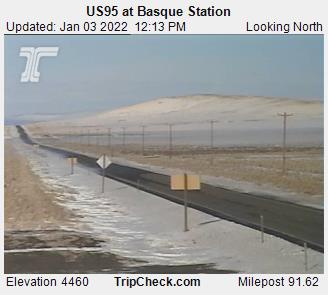 US95 at Basque Station
Updated: Jan 03 2022 12:13 PM Looking North
Elevation 4460 TripCheck.com Milepost 91.62